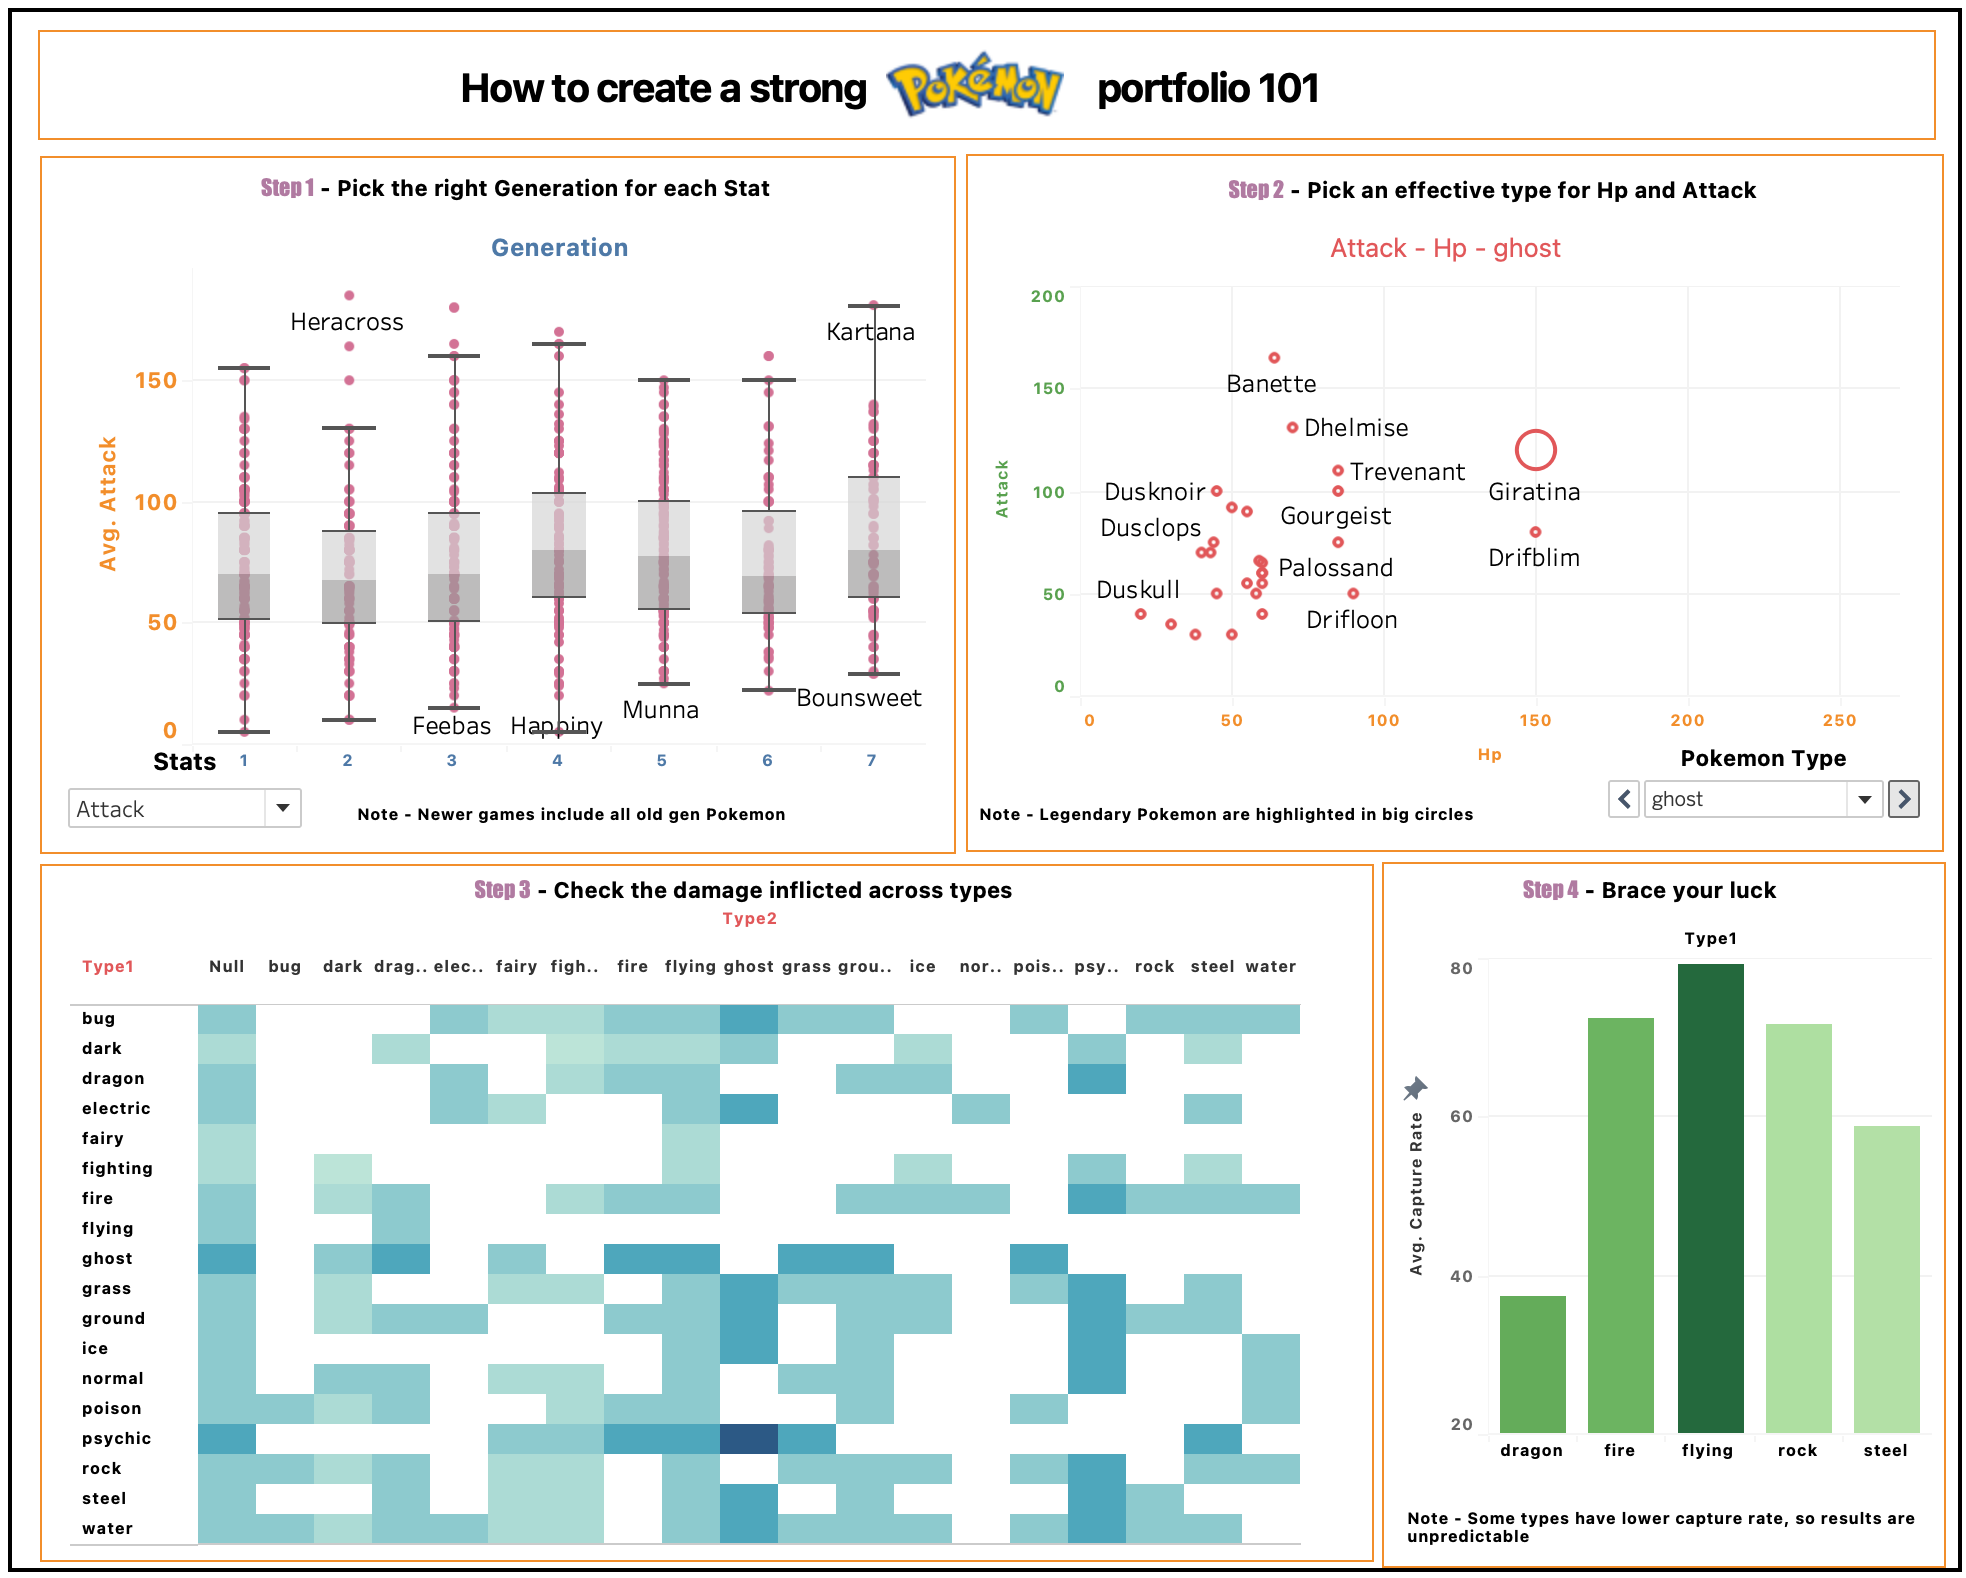 How to create a strong POKéMON portfolio 101
Step 1 - Pick the right Generation for each Stat
Generation
Avg. Attack
150
100
50
0
Heracross
Kartana
Feebas
Happiny
Munna
Bounsweet
Stats
1
2
3
4
5
6
7
Attack
Note - Newer games include all old gen Pokemon
Step 2 - Pick an effective type for Hp and Attack
Attack - Hp - ghost
Attack
200
150
100
50
0
Banette
Dhelmise
Trevenant
Dusknoir
Giratina
Gourgeist
Dusclops
Drifblim
Palossand
Duskull
Drifloon
0
50
100
150
200
250
Hp
Pokemon Type
ghost
Note - Legendary Pokemon are highlighted in big circles
Step 3 - Check the damage inflicted across types
Type2
Type1 Null bug dark drag.. elec.. fairy figh.. fire flying ghost grass grou.. ice nor.. pois.. psy.. rock steel water
bug
dark
dragon
electric
fairy
fighting
fire
flying
ghost
grass
ground
ice
normal
poison
psychic
rock
steel
water
Step 4 - Brace your luck
Type1
Avg. Capture Rate
80
60
40
20
dragon
fire
flying
rock
steel
Note - Some types have lower capture rate, so results are
unpredictable